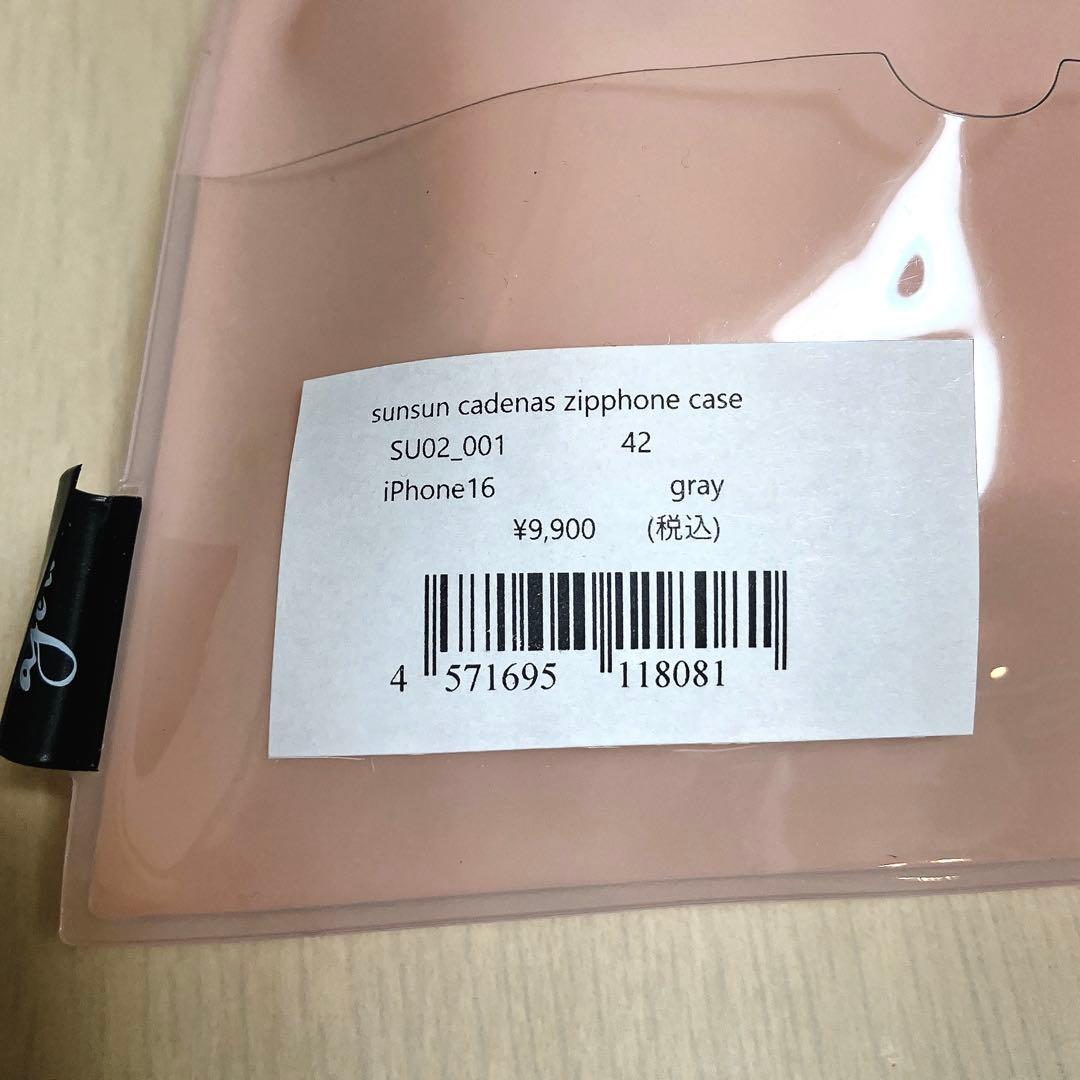 sunsun cadenas zipphone case
SU02_001 42
iPhone16 gray
¥9,900 (税込)
4 571695 118081